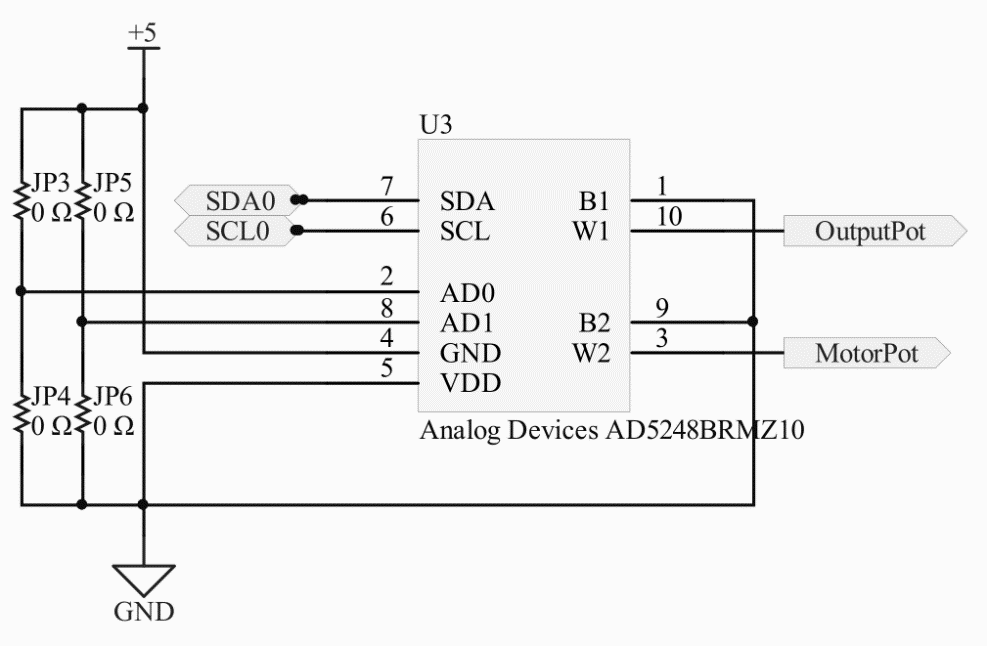 +5
U3
JP3
0 Ω
JP5
0 Ω
SDA0
7
SDA
B1
1
SCL0
6
SCL
W1
10
OutputPot
2
AD0
8
AD1
B2
9
4
GND
W2
3
MotorPot
5
VDD
JP4
0 Ω
JP6
0 Ω
Analog Devices AD5248BRMZ10
GND